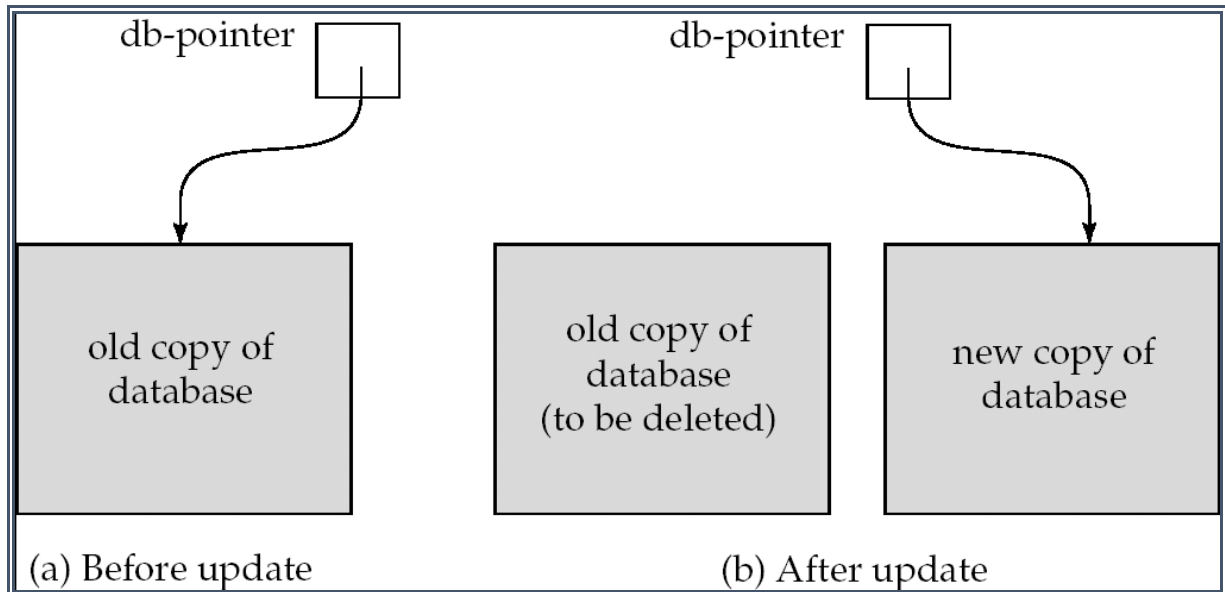 db-pointer
db-pointer
old copy of
database
old copy of
database
(to be deleted)
new copy of
database
(a) Before update
(b) After update